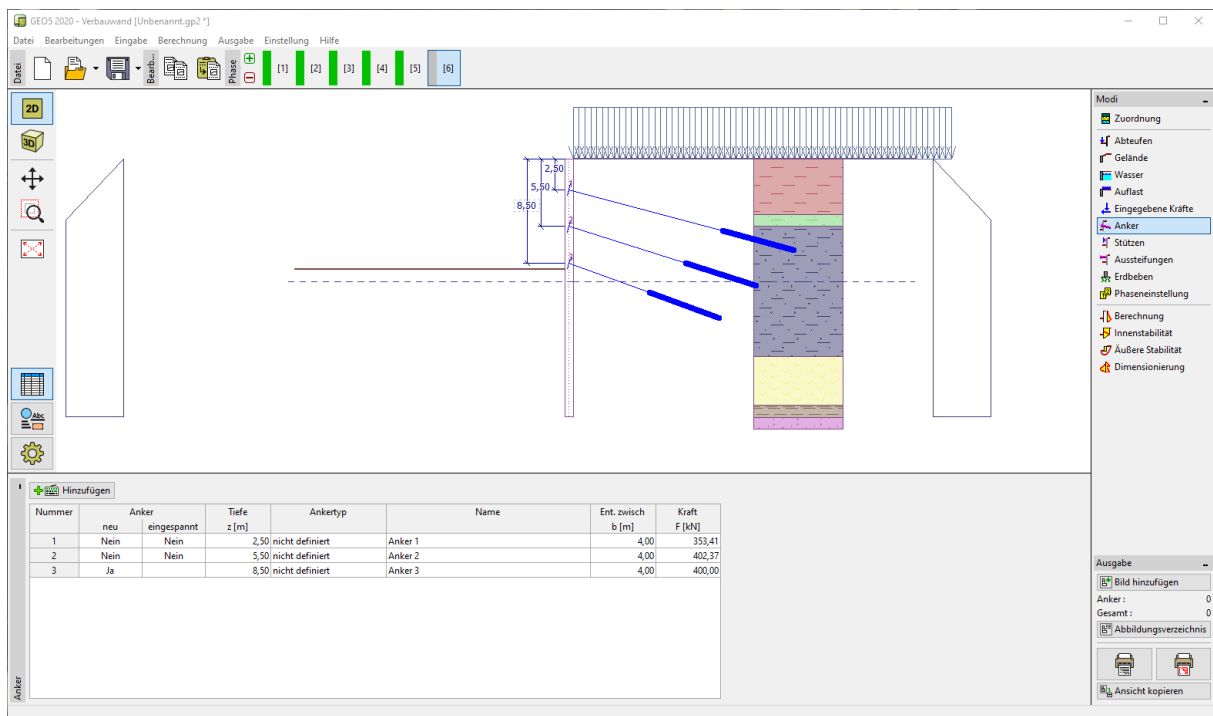 GEO5 2020 - Verbauwand [Unbenannt.gp2 *]
Datei Bearbeitungen Eingabe Berechnung Ausgabe Einstellung Hilfe
Datei
Bearb...
Phase
[1] [2] [3] [4] [5] [6]
2D
3D
Abc
2,50
5,50
8,50
1
2
3
Modi
Zuordnung
Abteufen
Gelände
Wasser
Auflast
Eingegebene Kräfte
Anker
Stützen
Aussteifungen
Erdbeben
Phaseneinstellung
Berechnung
Innenstabilität
Äußere Stabilität
Dimensionierung
Anker
Hinzufügen
Nummer Anker Tiefe Ankertyp Name Ent. zwisch Kraft
neu eingespannt z [m] b [m] F [kN]
1 Nein Nein 2,50 nicht definiert Anker 1 4,00 353,41
2 Nein Nein 5,50 nicht definiert Anker 2 4,00 402,37
3 Ja 8,50 nicht definiert Anker 3 4,00 400,00
Ausgabe
Bild hinzufügen
Anker : 0
Gesamt : 0
Abbildungsverzeichnis
Ansicht kopieren